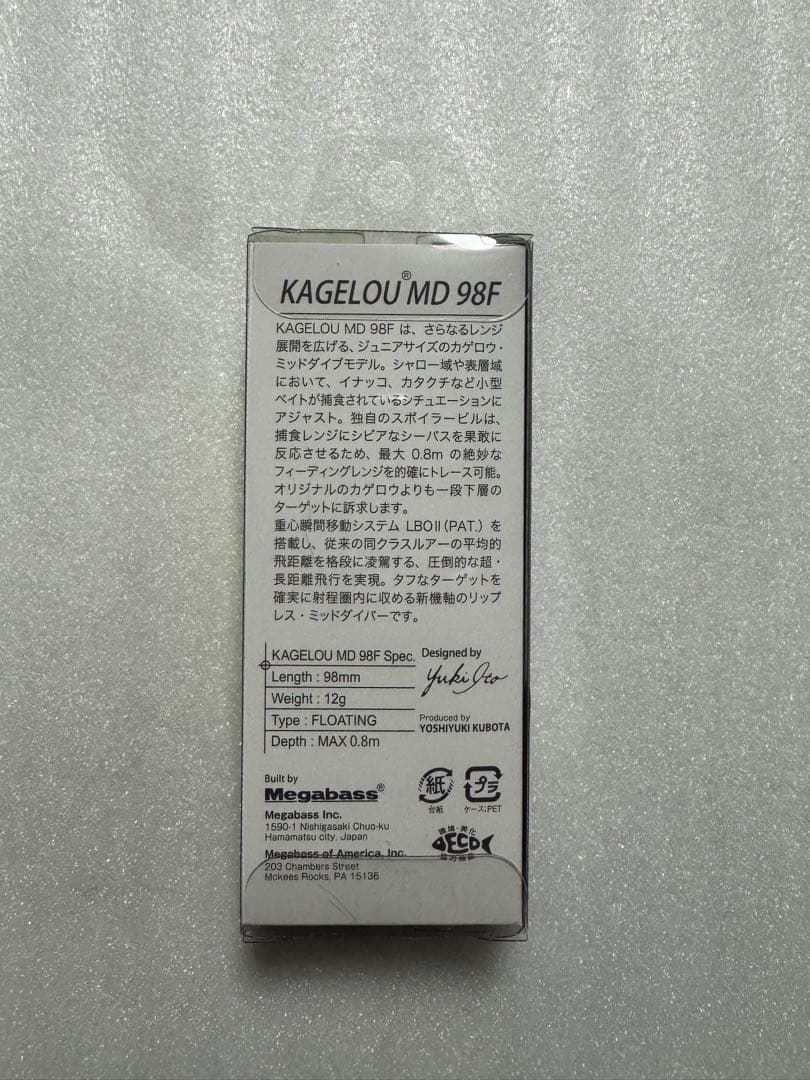 KAGELOU® MD 98F
KAGELOU MD 98F は、さらなるレンジ
展開を広げる、ジュニアサイズのカゲロウ・
ミッドダイブモデル。シャロー域や表層域
において、イナッコ、カタクチなど小型
ベイトが捕食されているシチュエーションに
アジャスト。独自のスポイラービルは、
捕食レンジにシビアなシーバスを果敢に
反応させるため、最大 0.8m の絶妙な
フィーディングレンジを的確にトレース可能。
オリジナルのカゲロウよりも一段下層の
ターゲットに訴求します。
重心瞬間移動システム LBOII(PAT.) を
搭載し、従来の同クラスルアーの平均的
飛距離を格段に凌駕する、圧倒的な超・
長距離飛行を実現。タフなターゲットを
確実に射程圏内に収める新機軸のリップ
レス・ミッドダイバーです。
KAGELOU MD 98F Spec.
Length : 98mm
Weight : 12g
Type : FLOATING
Depth : MAX 0.8m
Designed by
Yuki Ito
Produced by
YOSHIYUKI KUBOTA
Built by
Megabass®
Megabass Inc.
1590-1 Nishigasaki Chuo-ku
Hamamatsu city, Japan
Megabass of America, Inc.
203 Chambers Street
Mckees Rocks, PA 15136
紙
台紙
プラ
ケース:PET
環境・美化
ECO